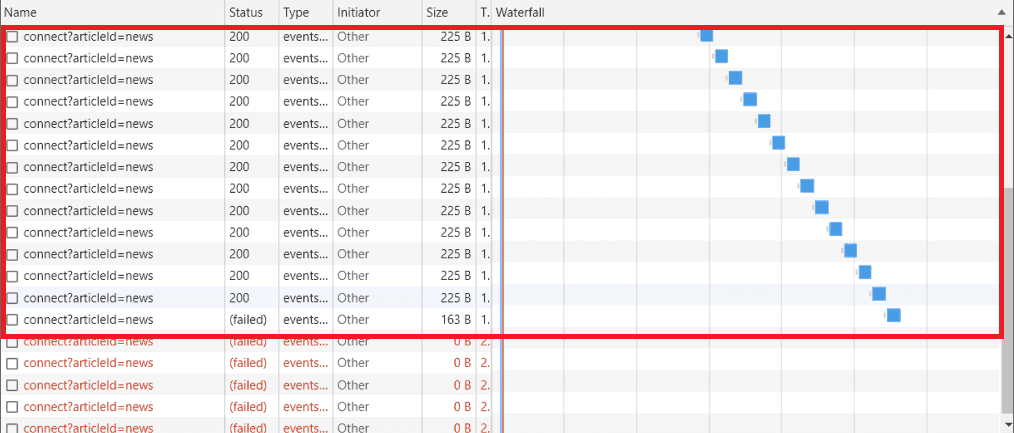 Name Status Type Initiator Size T. Waterfall
connect?articleId=news 200 events... Other 225 B 1.
connect?articleId=news 200 events... Other 225 B 1.
connect?articleId=news 200 events... Other 225 B 1.
connect?articleId=news 200 events... Other 225 B 1.
connect?articleId=news 200 events... Other 225 B 1.
connect?articleId=news 200 events... Other 225 B 1.
connect?articleId=news 200 events... Other 225 B 1.
connect?articleId=news 200 events... Other 225 B 1.
connect?articleId=news 200 events... Other 225 B 1.
connect?articleId=news 200 events... Other 225 B 1.
connect?articleId=news 200 events... Other 225 B 1.
connect?articleId=news 200 events... Other 225 B 1.
connect?articleId=news 200 events... Other 225 B 1.
connect?articleId=news (failed) events... Other 163 B 1.
connect?articleId=news (failed) events... Other 0 B 2.
connect?articleId=news (failed) events... Other 0 B 2.
connect?articleId=news (failed) events... Other 0 B 2.
connect?articleId=news (failed) events... Other 0 B 2.
connect?articleId=news (failed) events... Other 0 B 2.